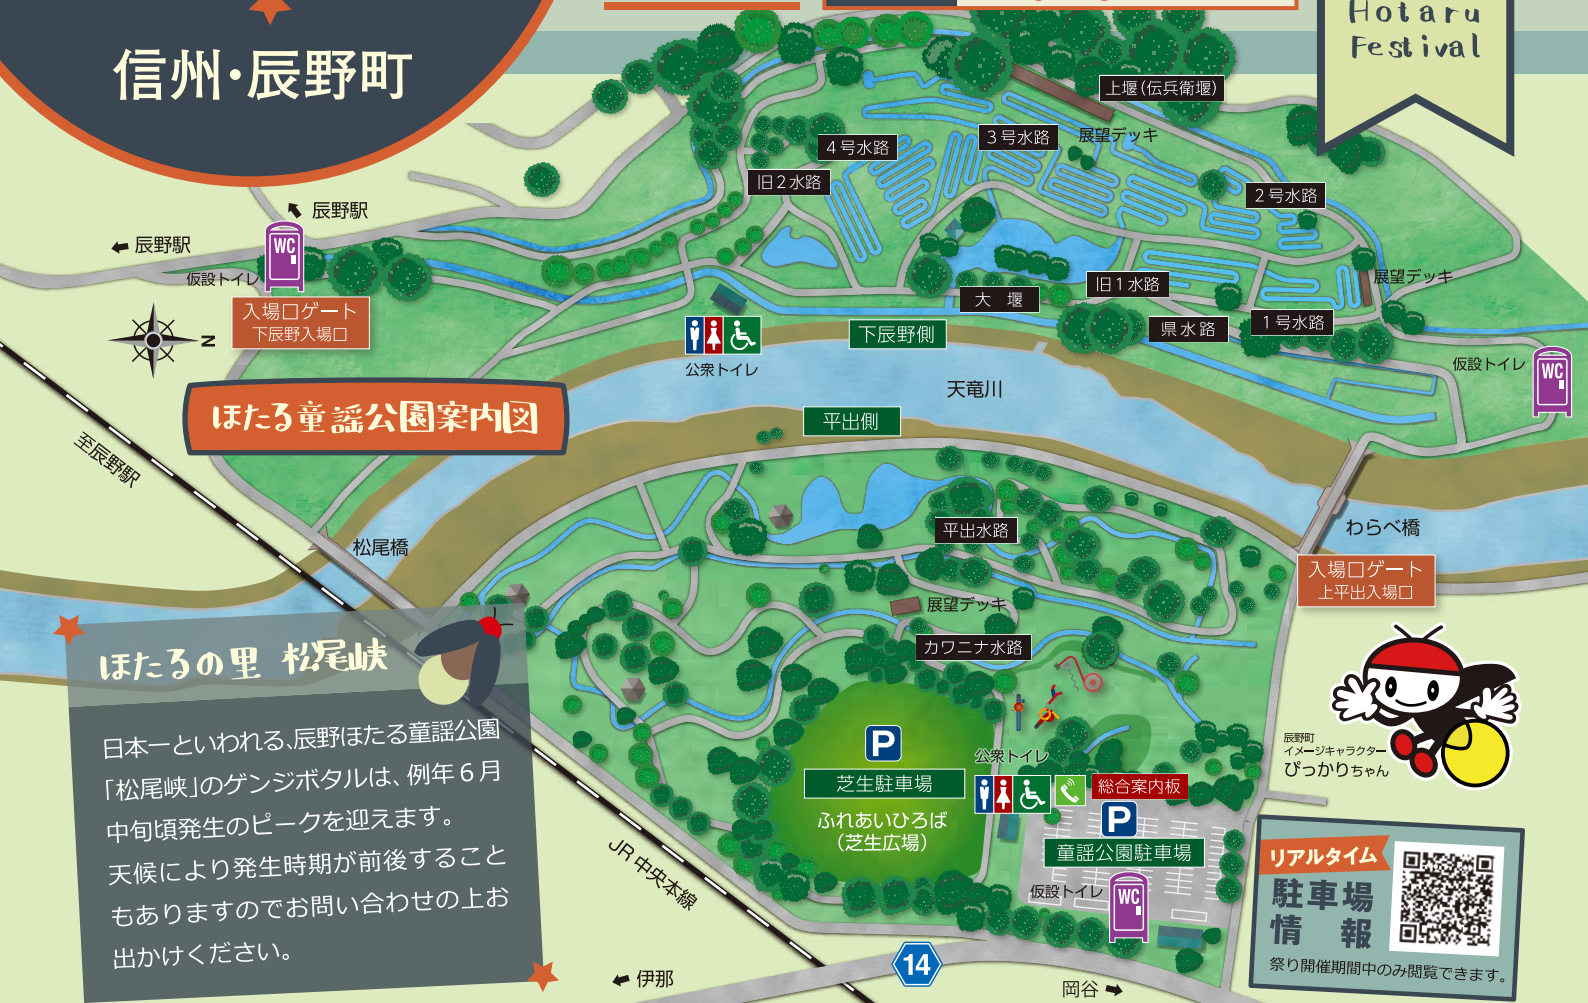 信州・辰野町
Hotaru
Festival
上堰(伝兵衛堰)
展望デッキ
3号水路
4号水路
旧2水路
2号水路
辰野駅
辰野駅
WC
仮設トイレ
入場口ゲート
下辰野入場口
N
展望デッキ
旧1水路
大 堰
県水路
1号水路
下辰野側
公衆トイレ
仮設トイレ
WC
天竜川
ほたる童謡公園案内図
平出側
至辰野駅
松尾橋
平出水路
わらべ橋
入場口ゲート
上平出入場口
展望デッキ
カワニナ水路
ほたるの里 松尾峡
日本一といわれる、辰野ほたる童謡公園
「松尾峡」のゲンジボタルは、例年6月
中旬頃発生のピークを迎えます。
天候により発生時期が前後すること
もありますのでお問い合わせの上お
出かけください。
P
芝生駐車場
ふれあいひろば
(芝生広場)
公衆トイレ
総合案内板
P
童謡公園駐車場
仮設トイレ
WC
辰野町
イメージキャラクター
ぴっかりちゃん
JR中央本線
リアルタイム
駐車場
情 報
祭り開催期間中のみ閲覧できます。
14
伊那
岡谷